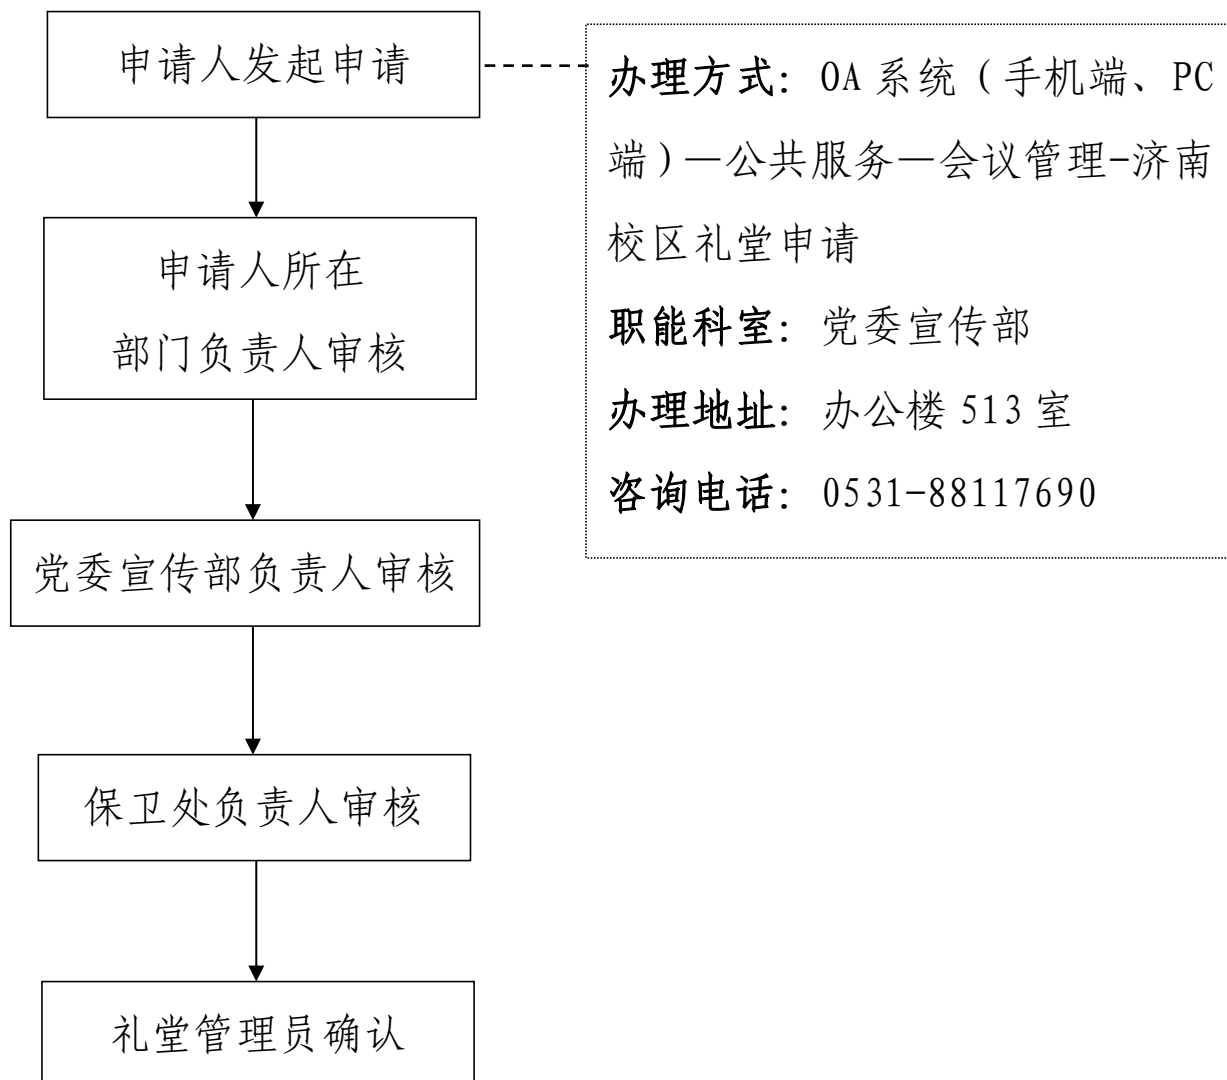 申请人发起申请
办理方式：OA 系统（手机端、PC
端）—公共服务—会议管理-济南
校区礼堂申请
职能科室：党委宣传部
办理地址：办公楼 513 室
咨询电话：0531-88117690
申请人所在
部门负责人审核
党委宣传部负责人审核
保卫处负责人审核
礼堂管理员确认